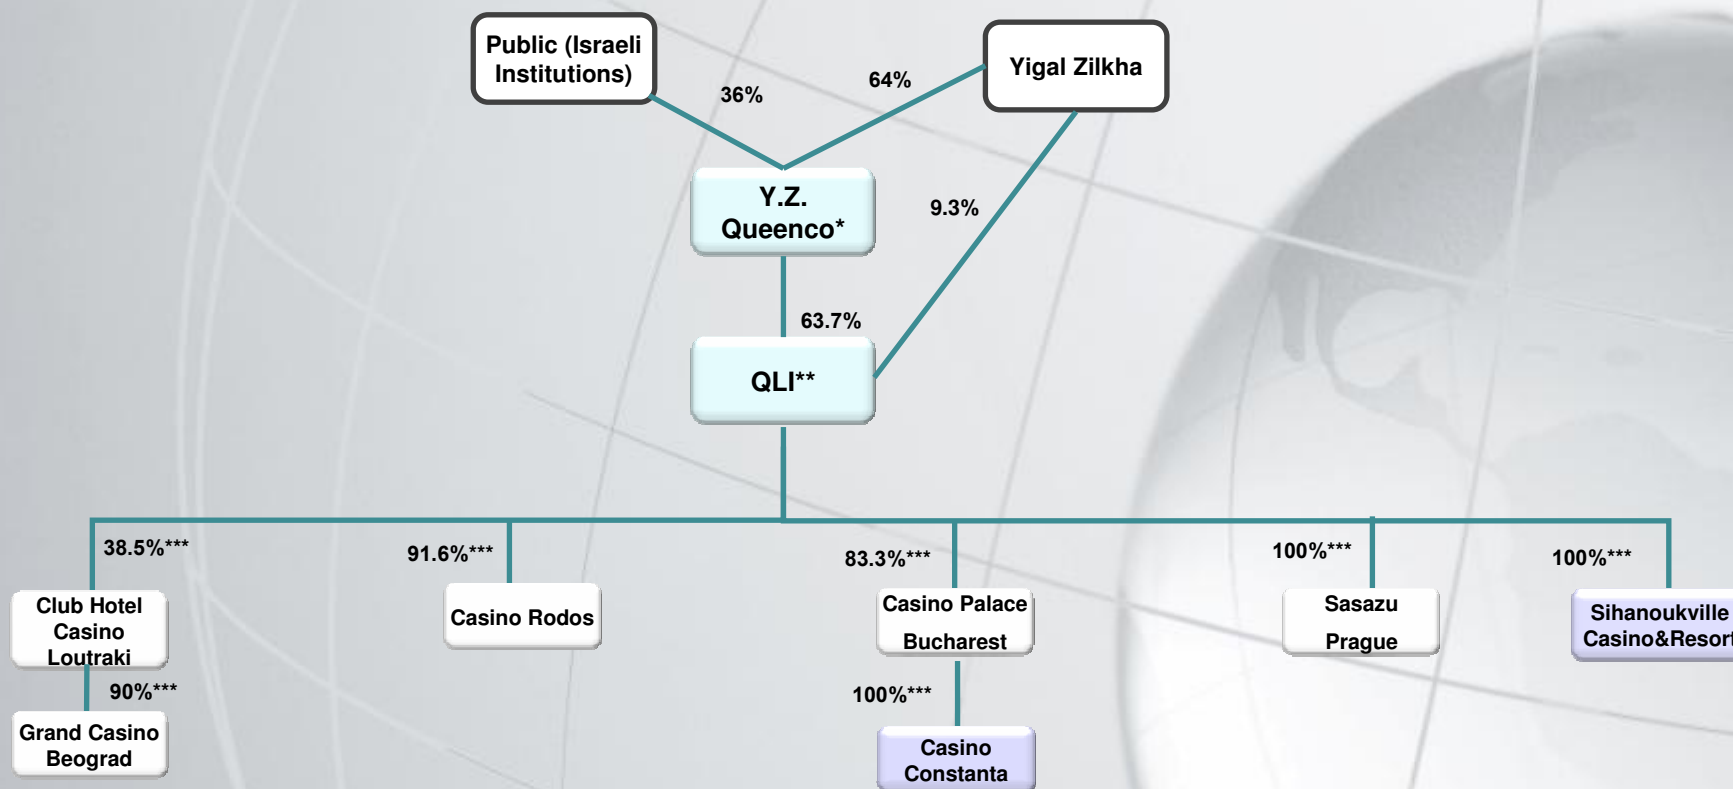 Public (Israeli
Institutions)
Yigal Zilkha
36%
64%
Y.Z.
Queenco*
9.3%
63.7%
QLI**
38.5%***
91.6%***
83.3%***
100%***
100%***
Club Hotel
Casino
Loutraki
Casino Rodos
Casino Palace
Bucharest
Sasazu
Prague
Sihanoukville
Casino&Resort
90%***
100%***
Grand Casino
Beograd
Casino
Constanta